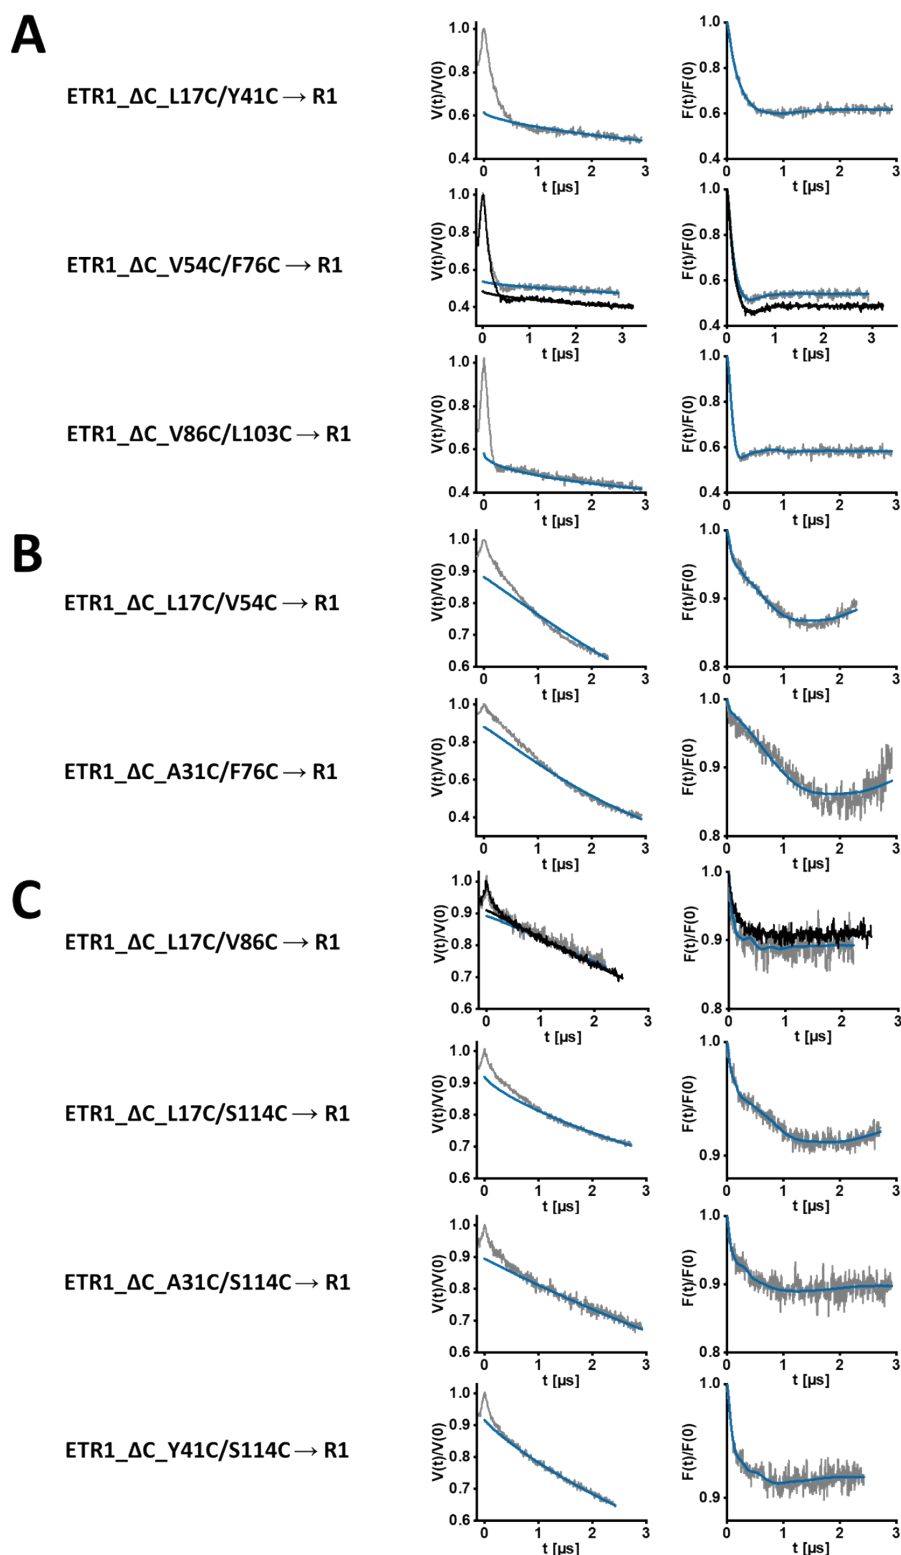 A
ETR1_ΔC_L17C/Y41C → R1
V(t)/V(0)
1.0
0.8
0.6
0.4
0 1 2 3
t [µs]
F(t)/F(0)
1.0
0.8
0.6
0.4
0 1 2 3
t [µs]
ETR1_ΔC_V54C/F76C → R1
V(t)/V(0)
1.0
0.6
0.4
0 1 2 3
t [µs]
F(t)/F(0)
1.0
0.8
0.6
0.4
0 1 2 3
t [µs]
ETR1_ΔC_V86C/L103C → R1
V(t)/V(0)
1.0
0.6
0.4
0 1 2 3
t [µs]
F(t)/F(0)
1.0
0.8
0.6
0.4
0 1 2 3
t [µs]
B
ETR1_ΔC_L17C/V54C → R1
V(t)/V(0)
1.0
0.9
0.8
0.7
0.6
0 1 2 3
t [µs]
F(t)/F(0)
1.0
0.9
0.8
0 1 2 3
t [µs]
ETR1_ΔC_A31C/F76C → R1
V(t)/V(0)
1.0
0.8
0.6
0.4
0 1 2 3
t [µs]
F(t)/F(0)
1.0
0.9
0.8
0 1 2 3
t [µs]
C
ETR1_ΔC_L17C/V86C → R1
V(t)/V(0)
1.0
0.9
0.8
0.7
0.6
0 1 2 3
t [µs]
F(t)/F(0)
1.0
0.9
0.8
0 1 2 3
t [µs]
ETR1_ΔC_L17C/S114C → R1
V(t)/V(0)
1.0
0.9
0.8
0.7
0.6
0 1 2 3
t [µs]
F(t)/F(0)
1.0
0.9
0 1 2 3
t [µs]
ETR1_ΔC_A31C/S114C → R1
V(t)/V(0)
1.0
0.9
0.8
0.7
0.6
0 1 2 3
t [µs]
F(t)/F(0)
1.0
0.9
0.8
0 1 2 3
t [µs]
ETR1_ΔC_Y41C/S114C → R1
V(t)/V(0)
1.0
0.9
0.8
0.7
0.6
0 1 2 3
t [µs]
F(t)/F(0)
1.0
0.9
0 1 2 3
t [µs]